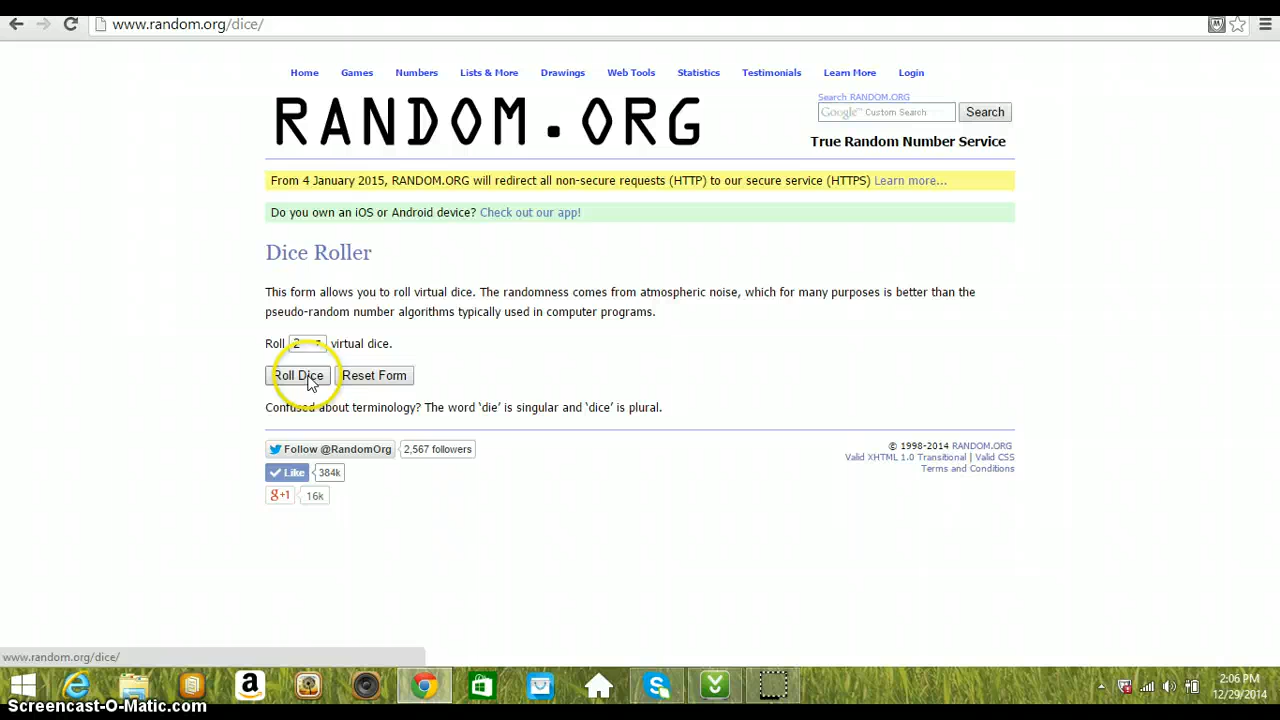 www.random.org/dice/
Home Games Numbers Lists & More Drawings Web Tools Statistics Testimonials Learn More Login
RANDOM.ORG
Search RANDOM.ORG
Google™ Custom Search Search
True Random Number Service
From 4 January 2015, RANDOM.ORG will redirect all non-secure requests (HTTP) to our secure service (HTTPS) Learn more...
Do you own an iOS or Android device? Check out our app!
Dice Roller
This form allows you to roll virtual dice. The randomness comes from atmospheric noise, which for many purposes is better than the
pseudo-random number algorithms typically used in computer programs.
Roll 2 virtual dice.
Roll Dice Reset Form
Confused about terminology? The word ‘die’ is singular and ‘dice’ is plural.
Follow @RandomOrg 2,567 followers
Like 384k
g+1 16k
© 1998-2014 RANDOM.ORG
Valid XHTML 1.0 Transitional | Valid CSS
Terms and Conditions
www.random.org/dice/
2:06 PM
12/29/2014
Screencast-O-Matic.com